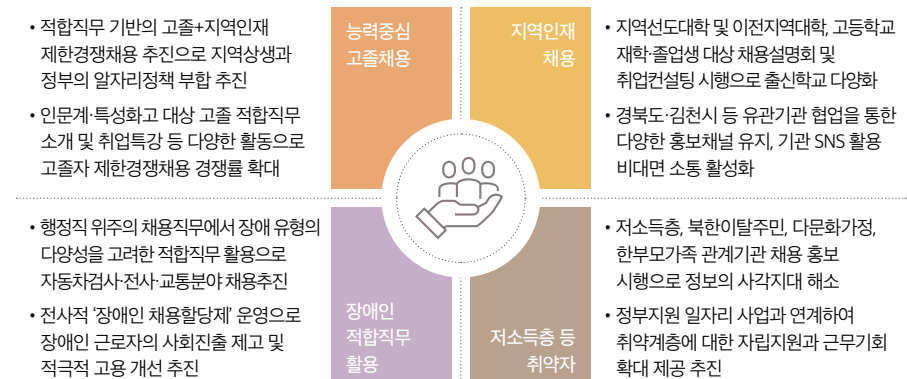 • 적합직무 기반의 고졸+지역인재
제한경쟁채용 추진으로 지역상생과
정부의 알자리정책 부합 추진
• 인문계·특성화고 대상 고졸 적합직무
소개 및 취업특강 등 다양한 활동으로
고졸자 제한경쟁채용 경쟁률 확대
능력중심
고졸채용
지역인재
채용
• 지역선도대학 및 이전지역대학, 고등학교
재학·졸업생 대상 채용설명회 및
취업컨설팅 시행으로 출신학교 다양화
• 경북도·김천시 등 유관기관 협업을 통한
다양한 홍보채널 유지, 기관 SNS 활용
비대면 소통 활성화
• 행정직 위주의 채용직무에서 장애 유형의
다양성을 고려한 적합직무 활용으로
자동차검사·전사·교통분야 채용추진
• 전사적 ‘장애인 채용할당제’ 운영으로
장애인 근로자의 사회진출 제고 및
적극적 고용 개선 추진
장애인
적합직무
활용
저소득층 등
취약자
• 저소득층, 북한이탈주민, 다문화가정,
한부모가족 관계기관 채용 홍보
시행으로 정보의 사각지대 해소
• 정부지원 일자리 사업과 연계하여
취약계층에 대한 자립지원과 근무기회
확대 제공 추진